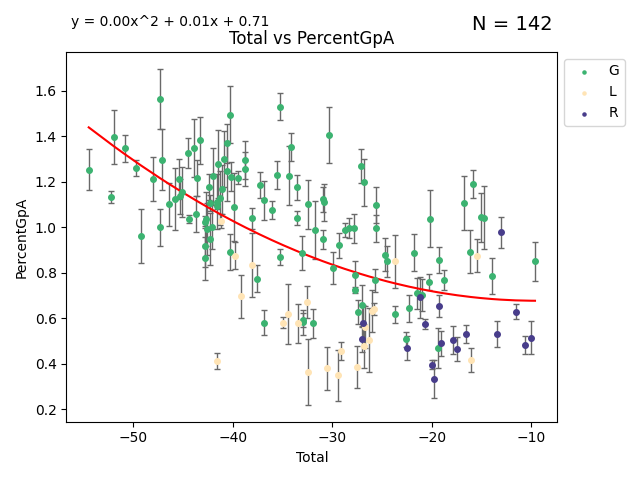 y = 0.00x^2 + 0.01x + 0.71
N = 142
Total vs PercentGpA
G
L
R
PercentGpA
1.6
1.4
1.2
1.0
0.8
0.6
0.4
0.2
−50
−40
−30
−20
−10
Total